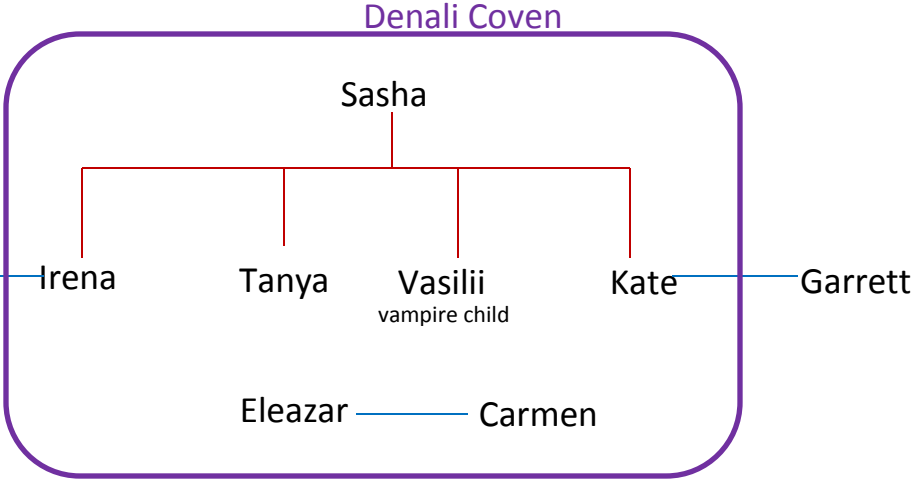 Denali Coven
Sasha
Irena
Tanya
Vasilii
vampire child
Kate
Garrett
Eleazar
Carmen